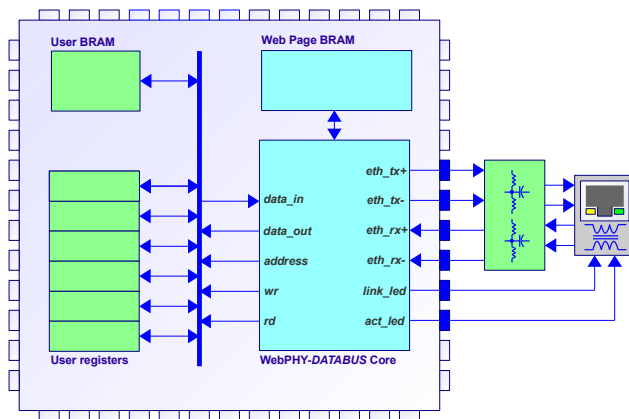 User BRAM
Web Page BRAM
data_in
data_out
address
wr
rd
eth_tx+
eth_tx-
eth_rx+
eth_rx-
link_led
act_led
User registers
WebPHY-DATABUS Core